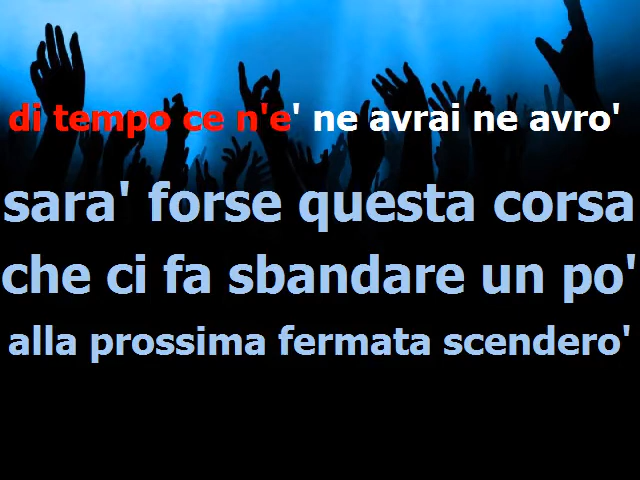 di tempo ce n'e' ne avrai ne avro'
sara' forse questa corsa
che ci fa sbandare un po'
alla prossima fermata scendero'